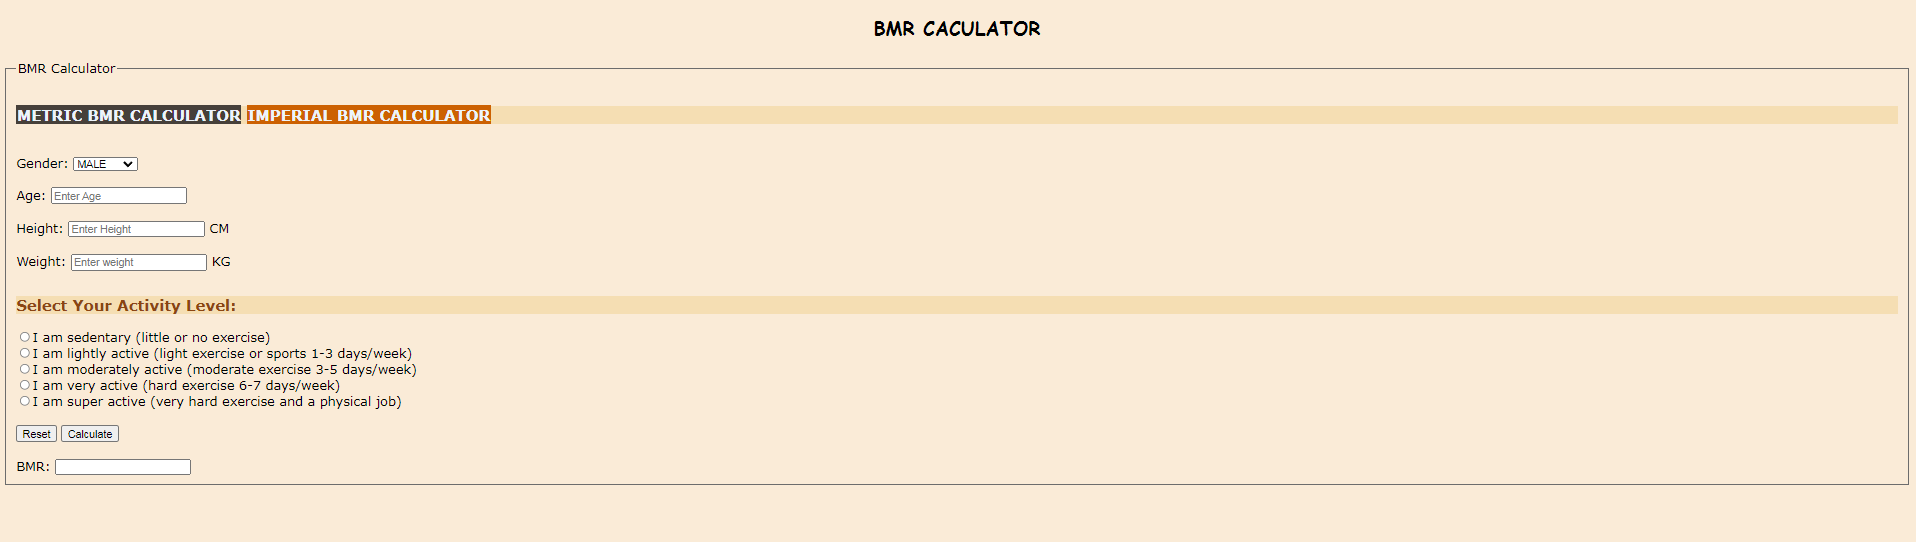 BMR CACULATOR
BMR Calculator
METRIC BMR CALCULATOR IMPERIAL BMR CALCULATOR
Gender: MALE
Age: Enter Age
Height: Enter Height CM
Weight: Enter weight KG
Select Your Activity Level:
I am sedentary (little or no exercise)
I am lightly active (light exercise or sports 1-3 days/week)
I am moderately active (moderate exercise 3-5 days/week)
I am very active (hard exercise 6-7 days/week)
I am super active (very hard exercise and a physical job)
Reset Calculate
BMR: